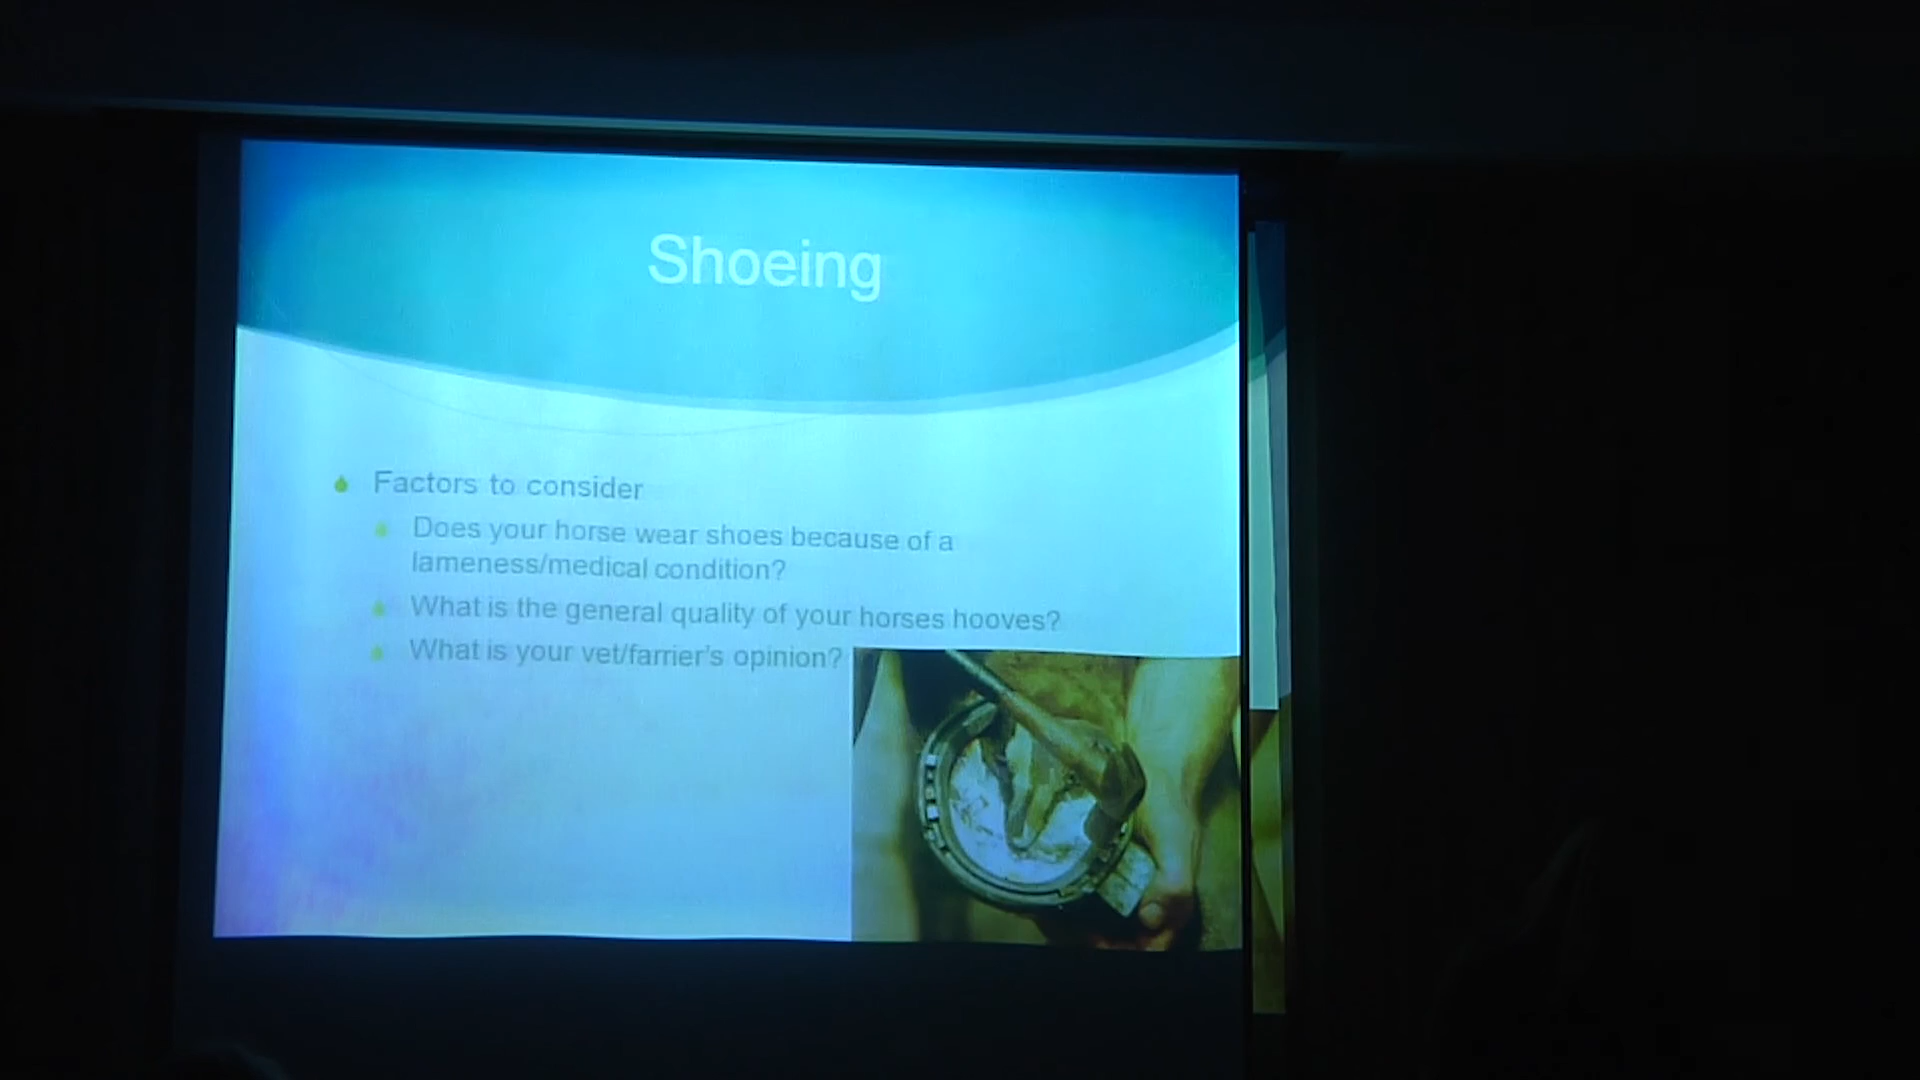 Shoeing
Factors to consider
Does your horse wear shoes because of a
lameness/medical condition?
What is the general quality of your horses hooves?
What is your vet/farrier's opinion?